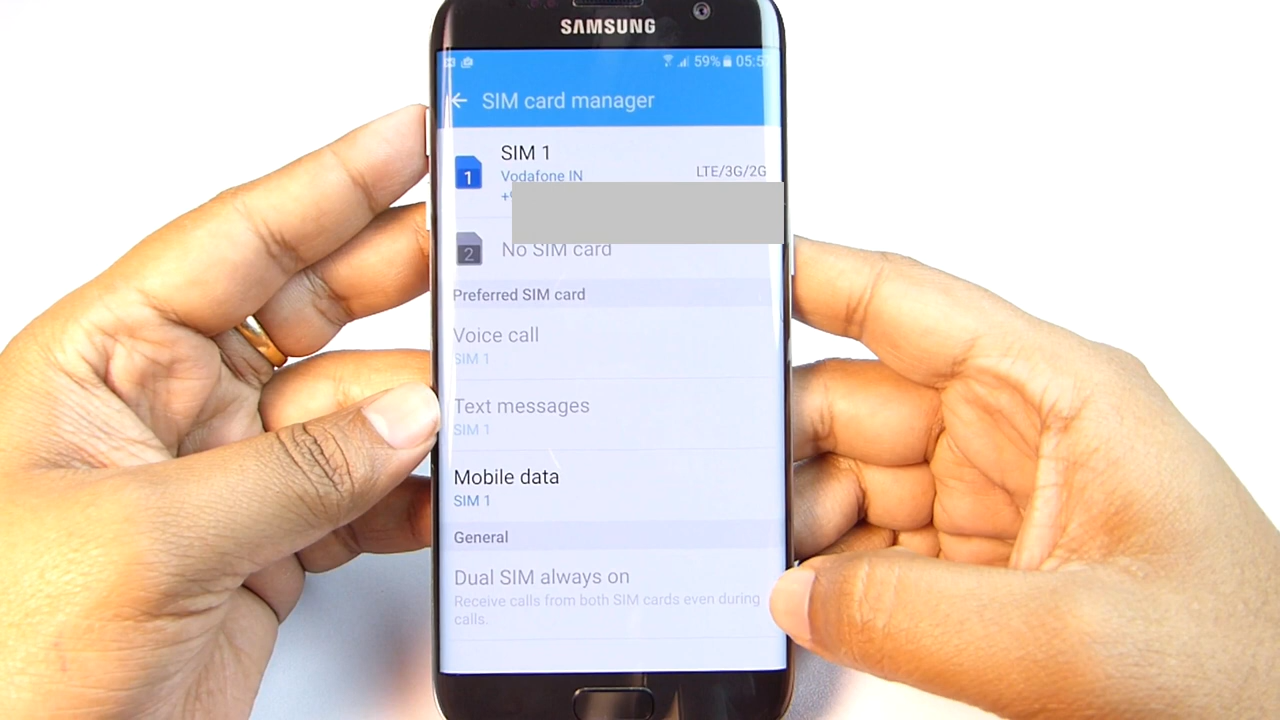 SAMSUNG
59% 05:5
SIM card manager
SIM 1
1
Vodafone IN
LTE/3G/2G
2
No SIM card
Preferred SIM card
Voice call
SIM 1
Text messages
SIM 1
Mobile data
SIM 1
General
Dual SIM always on
Receive calls from both SIM cards even during
calls.